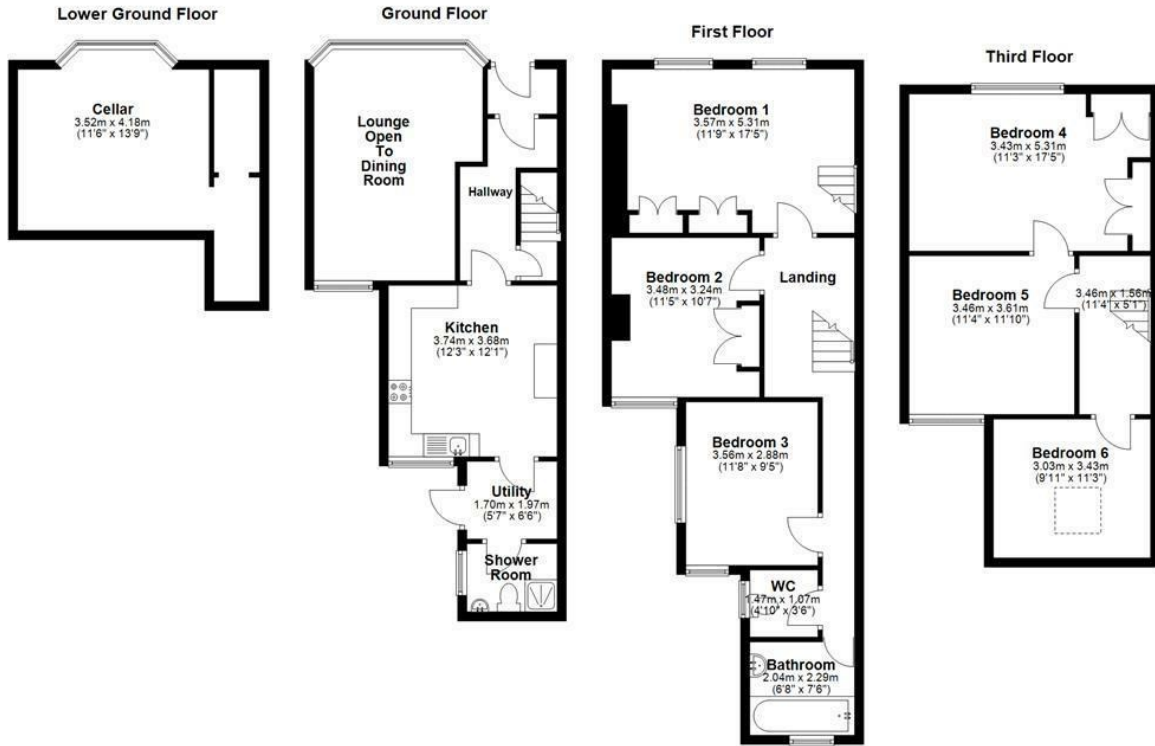 Lower Ground Floor
Cellar
3.52m x 4.18m
(11'6" x 13'9")
Ground Floor
Lounge
Open
To
Dining
Room
Hallway
Kitchen
3.74m x 3.68m
(12'3" x 12'1")
Utility
1.70m x 1.97m
(5'7" x 6'6")
Shower
Room
First Floor
Bedroom 1
3.57m x 5.31m
(11'9" x 17'5")
Bedroom 2
3.48m x 3.24m
(11'5" x 10'7")
Landing
Bedroom 3
3.56m x 2.88m
(11'8" x 9'5")
WC
1.47m x 1.07m
(4'10" x 3'6")
Bathroom
2.04m x 2.29m
(6'8" x 7'6")
Third Floor
Bedroom 4
3.43m x 5.31m
(11'3" x 17'5")
Bedroom 5
3.46m x 3.61m
(11'4" x 11'10")
3.46m x 1.56m
(11'4" x 5'1")
Bedroom 6
3.03m x 3.43m
(9'11" x 11'3")